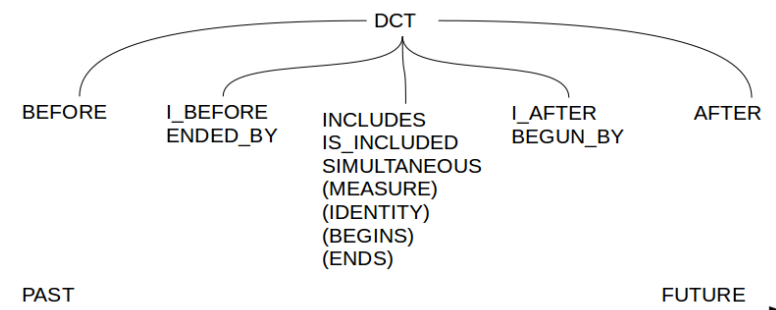 DCT
BEFORE
I_BEFORE
ENDED_BY
INCLUDES
IS_INCLUDED
SIMULTANEOUS
(MEASURE)
(IDENTITY)
(BEGINS)
(ENDS)
I_AFTER
BEGUN_BY
AFTER
PAST
FUTURE